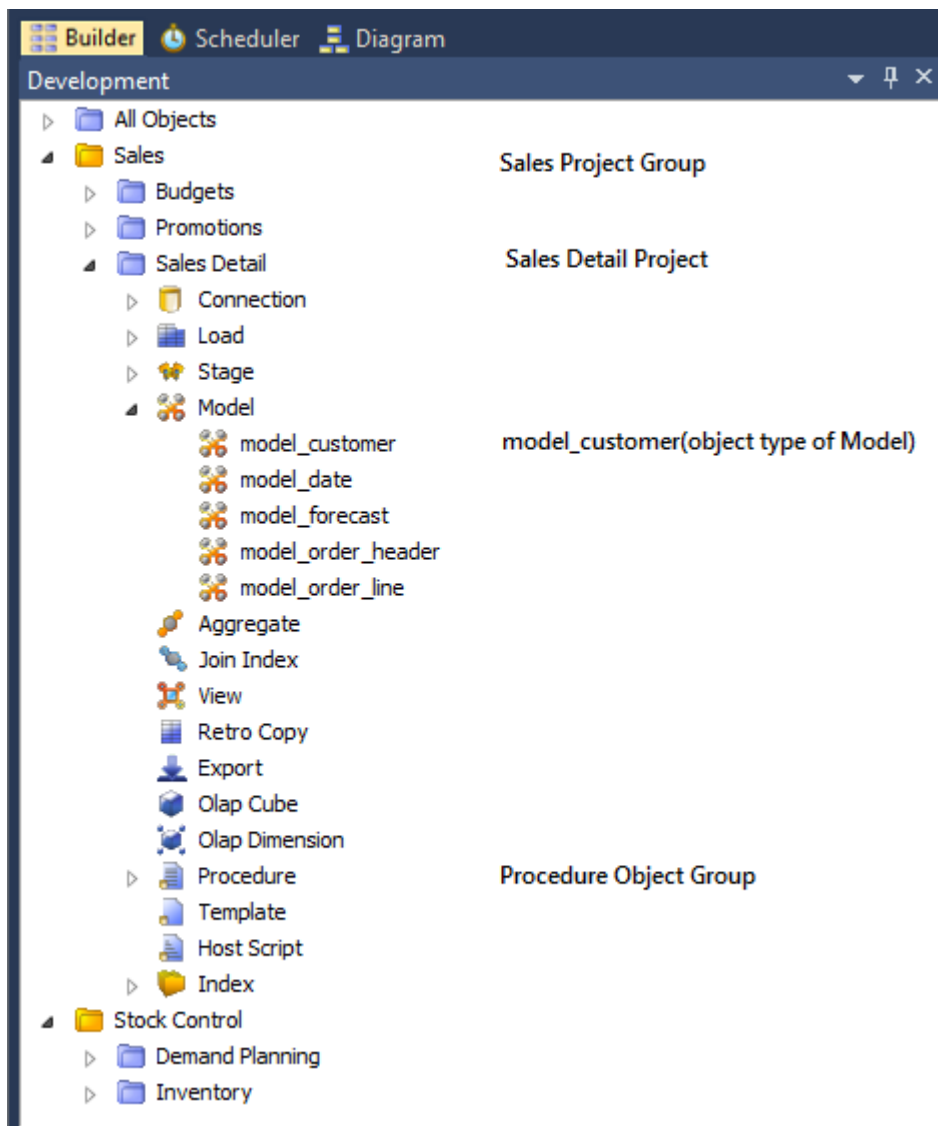 Builder Scheduler Diagram
Development
All Objects
Sales Sales Project Group
Budgets
Promotions
Sales Detail Sales Detail Project
Connection
Load
Stage
Model
model_customer model_customer(object type of Model)
model_date
model_forecast
model_order_header
model_order_line
Aggregate
Join Index
View
Retro Copy
Export
Olap Cube
Olap Dimension
Procedure Procedure Object Group
Template
Host Script
Index
Stock Control
Demand Planning
Inventory